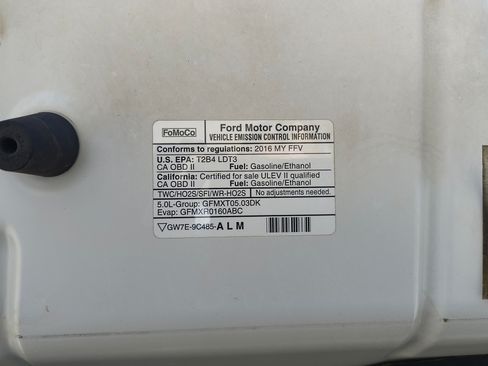 FoMoCo
Ford Motor Company
VEHICLE EMISSION CONTROL INFORMATION
Conforms to regulations: 2016 MY FFV
U.S. EPA: T2B4 LDT3
CA OBD II Fuel: Gasoline/Ethanol
California: Certified for sale ULEV II qualified
CA OBD II Fuel: Gasoline/Ethanol
TWC/HO2S/SFI/WR-HO2S No adjustments needed.
5.0L-Group: GFMXT05.03DK
Evap: GFMXR0160ABC
GW7E-9C485-ALM